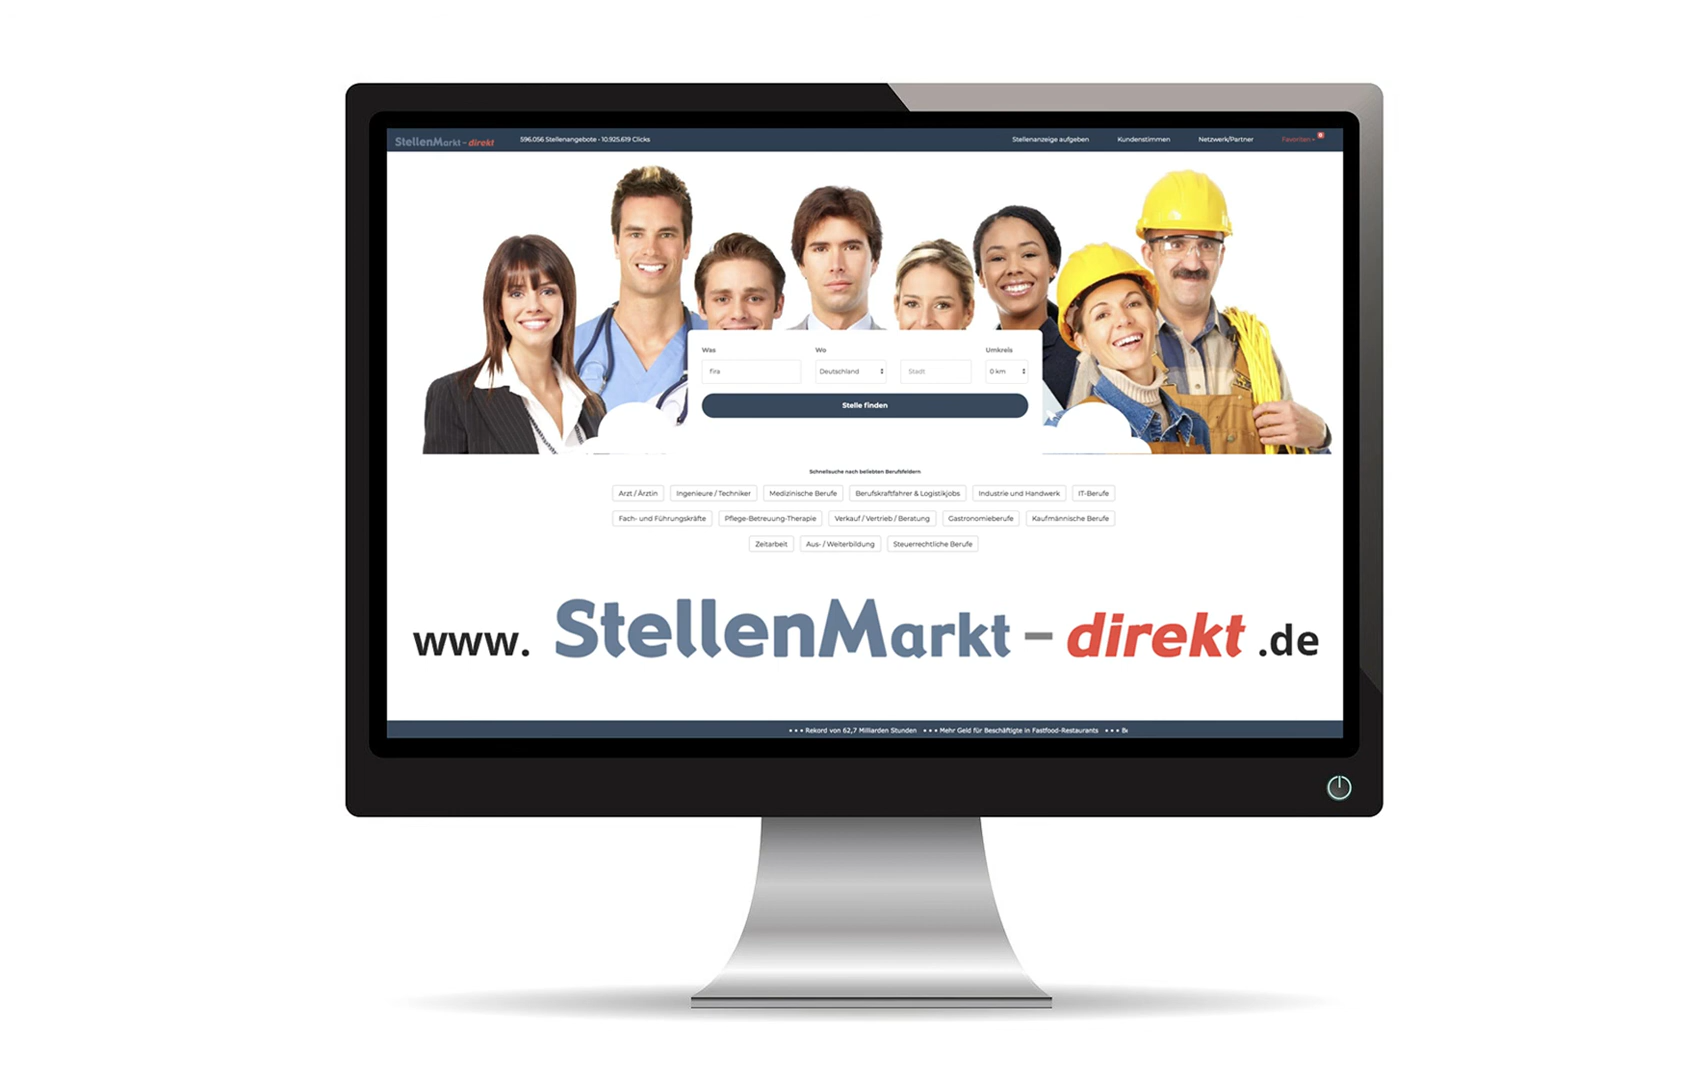 StellenMarkt - direkt 596.056 Stellenangebote • 10.925.619 Clicks Stellenanzeige aufgeben Kundenstimmen Netzwerk/Partner Favoriten
Was Wo Umkreis
fira Deutschland Stadt 0 km
Stelle finden
Schnellsuche nach beliebten Berufsfeldern
Arzt / Ärztin Ingenieure / Techniker Medizinische Berufe Berufskraftfahrer & Logistikjobs Industrie und Handwerk IT-Berufe
Fach- und Führungskräfte Pflege-Betreuung-Therapie Verkauf / Vertrieb / Beratung Gastronomieberufe Kaufmännische Berufe
Zeitarbeit Aus- / Weiterbildung Steuerrechtliche Berufe
www. StellenMarkt - direkt .de
• • • Rekord von 62,7 Milliarden Stunden • • • Mehr Geld für Beschäftigte in Fastfood-Restaurants • • •